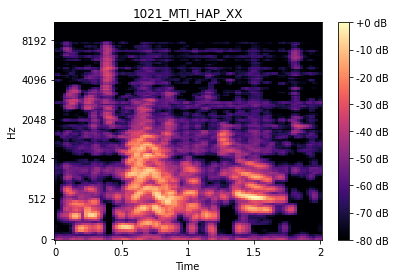 1021_MTI_HAP_XX
Hz
8192
4096
2048
1024
512
0
0
0.5
1
1.5
2
Time
+0 dB
-10 dB
-20 dB
-30 dB
-40 dB
-50 dB
-60 dB
-70 dB
-80 dB